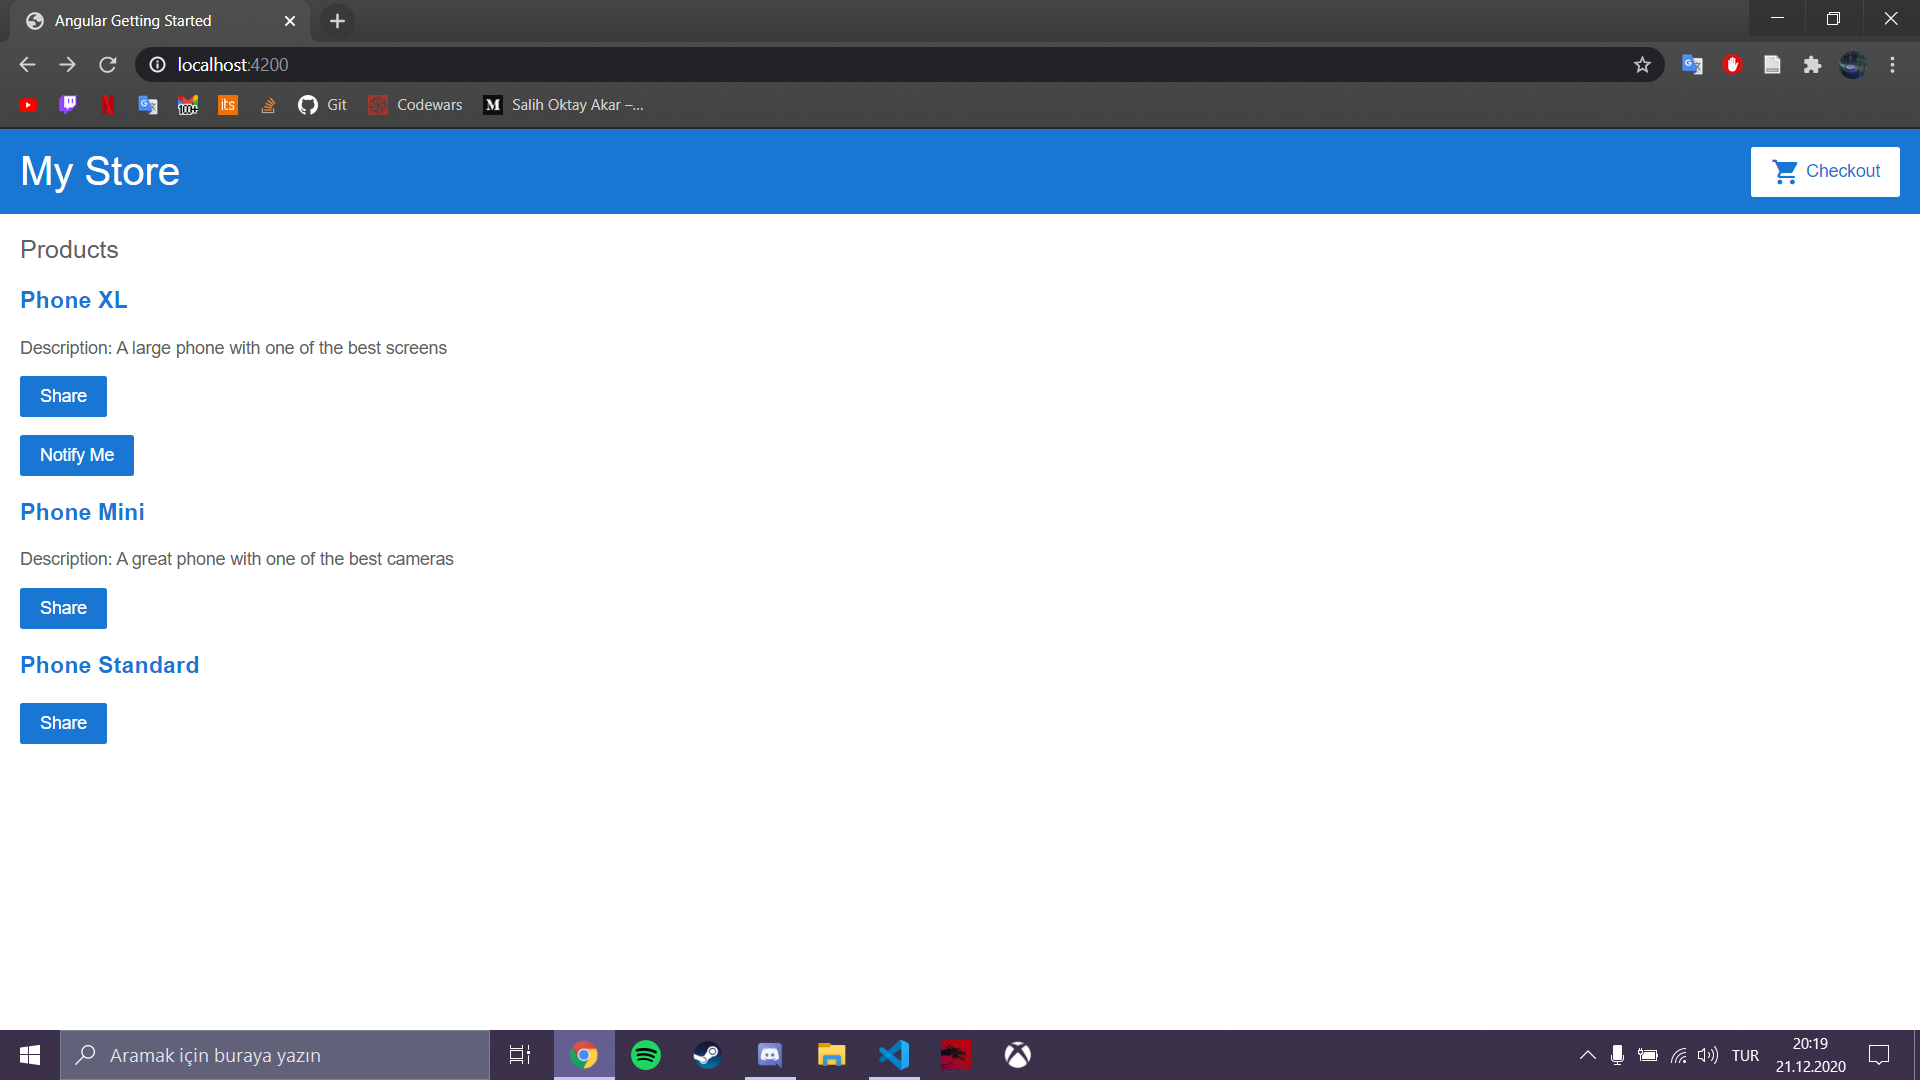 Angular Getting Started
localhost:4200
100+ its Git Codewars M Salih Oktay Akar –...
My Store
Checkout
Products
Phone XL
Description: A large phone with one of the best screens
Share
Notify Me
Phone Mini
Description: A great phone with one of the best cameras
Share
Phone Standard
Share
Aramak için buraya yazın
TUR
20:19
21.12.2020